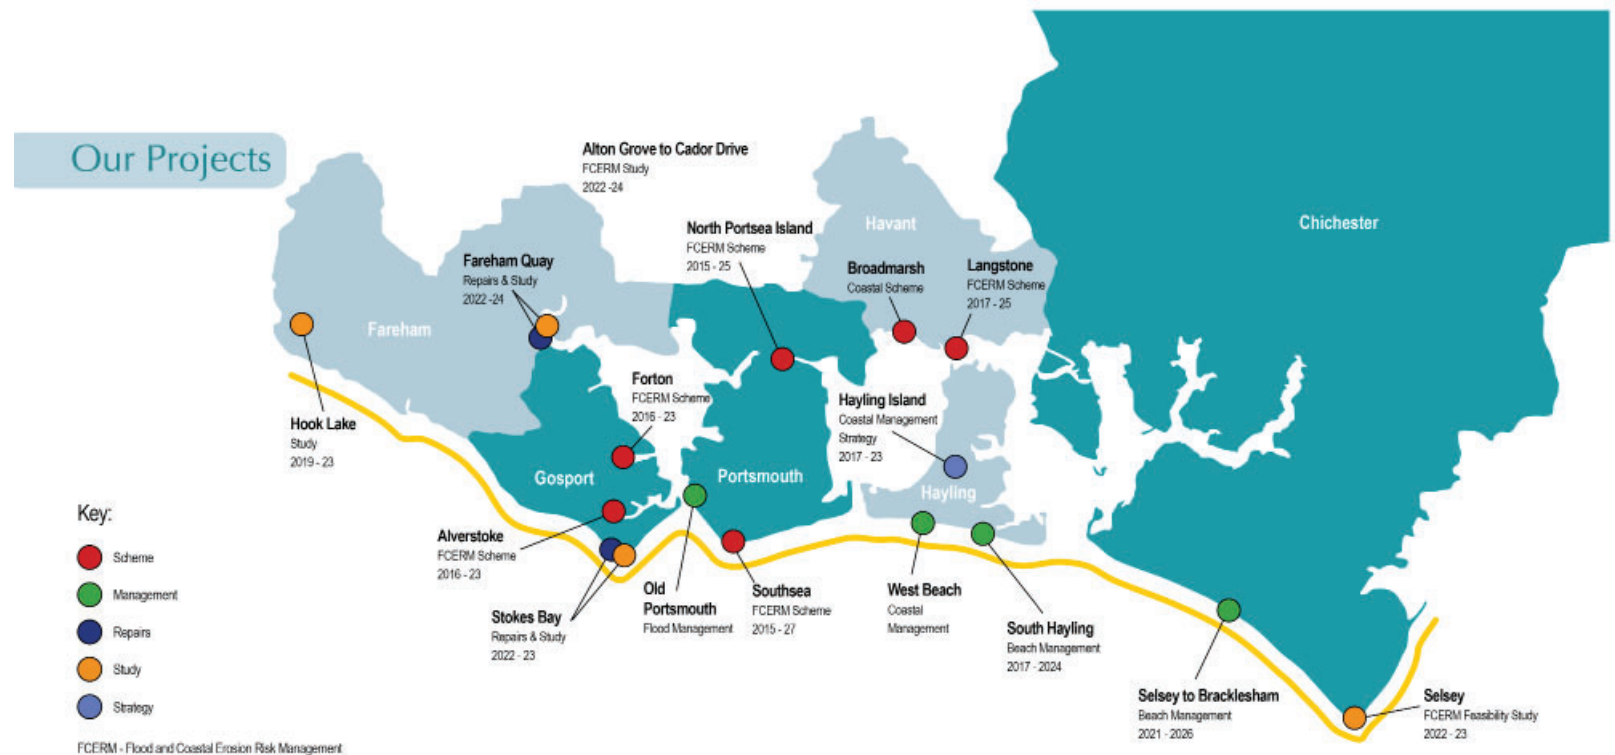 Our Projects
Alton Grove to Cador Drive
FCERM Study
2022 -24
North Portsea Island
FCERM Scheme
2015 - 25
Havant
Chichester
Fareham Quay
Repairs & Study
2022 -24
Broadmarsh
Coastal Scheme
Langstone
FCERM Scheme
2017 - 25
Fareham
Hook Lake
Study
2019 - 23
Forton
FCERM Scheme
2016 - 23
Hayling Island
Coastal Management
Strategy
2017 - 23
Gosport
Portsmouth
Hayling
Alverstoke
FCERM Scheme
2016 - 23
Stokes Bay
Repairs & Study
2022 - 23
Old
Portsmouth
Flood Management
Southsea
FCERM Scheme
2015 - 27
West Beach
Coastal
Management
South Hayling
Beach Management
2017 - 2024
Selsey to Bracklesham
Beach Management
2021 - 2026
Selsey
FCERM Feasibility Study
2022 - 23
Key:
Scheme
Management
Repairs
Study
Strategy
FCERM - Flood and Coastal Erosion Risk Management